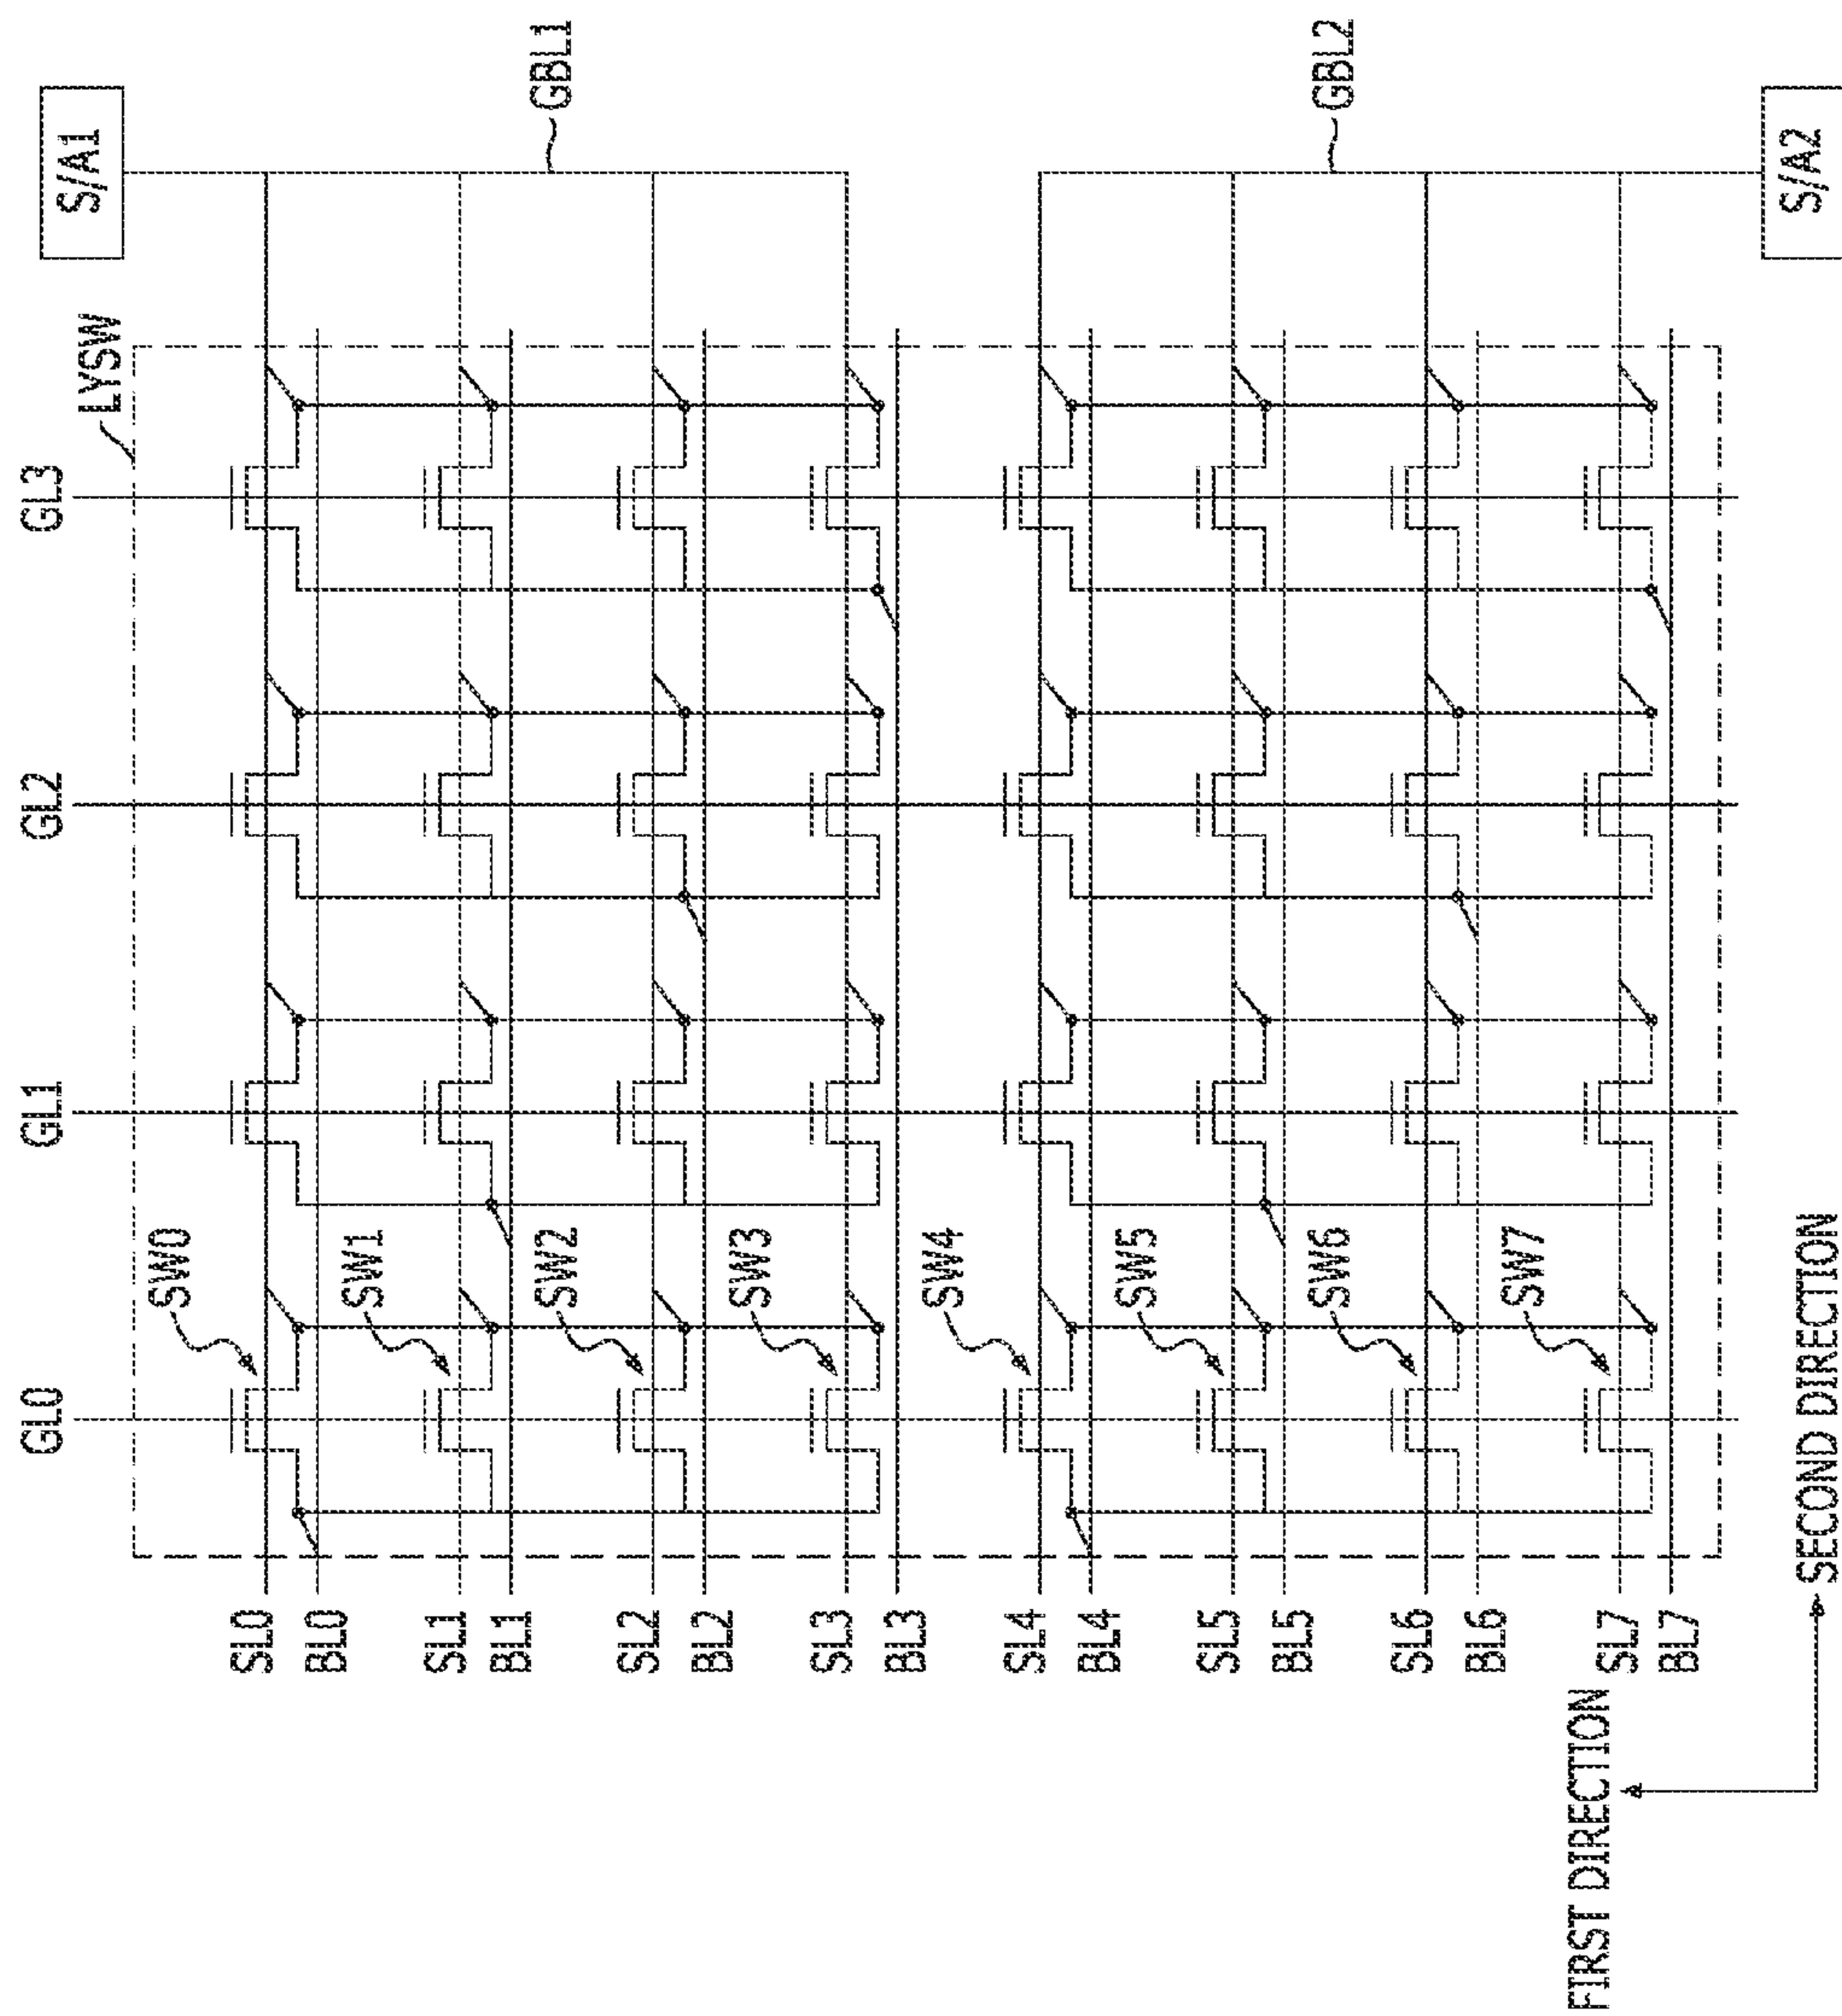 S/A1
S/A2
GBL1
GBL2
LYSW
GL3
GL2
GL1
GL0
SW0
SW1
SW2
SW3
SW4
SW5
SW6
SW7
SL0
BL0
SL1
BL1
SL2
BL2
SL3
BL3
SL4
BL4
SL5
BL5
SL6
BL6
SL7
BL7
SECOND DIRECTION
FIRST DIRECTION